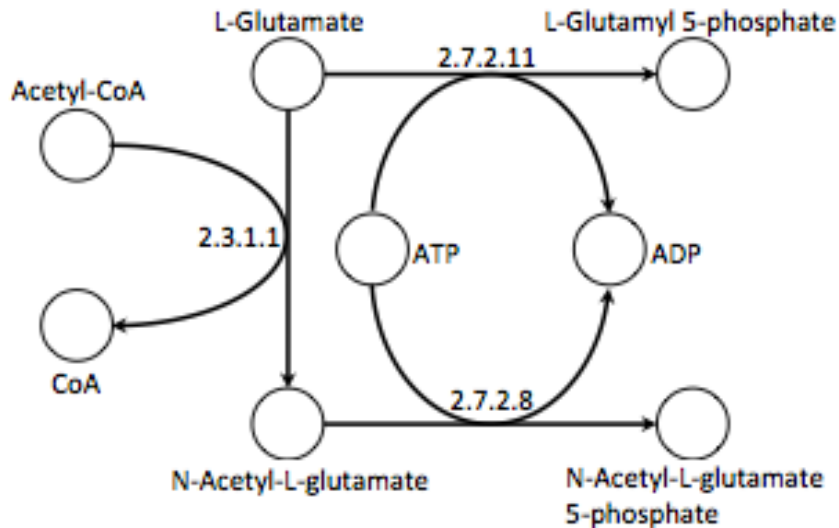 L-Glutamate
L-Glutamyl 5-phosphate
2.7.2.11
Acetyl-CoA
2.3.1.1
ATP
ADP
CoA
2.7.2.8
N-Acetyl-L-glutamate
N-Acetyl-L-glutamate
5-phosphate